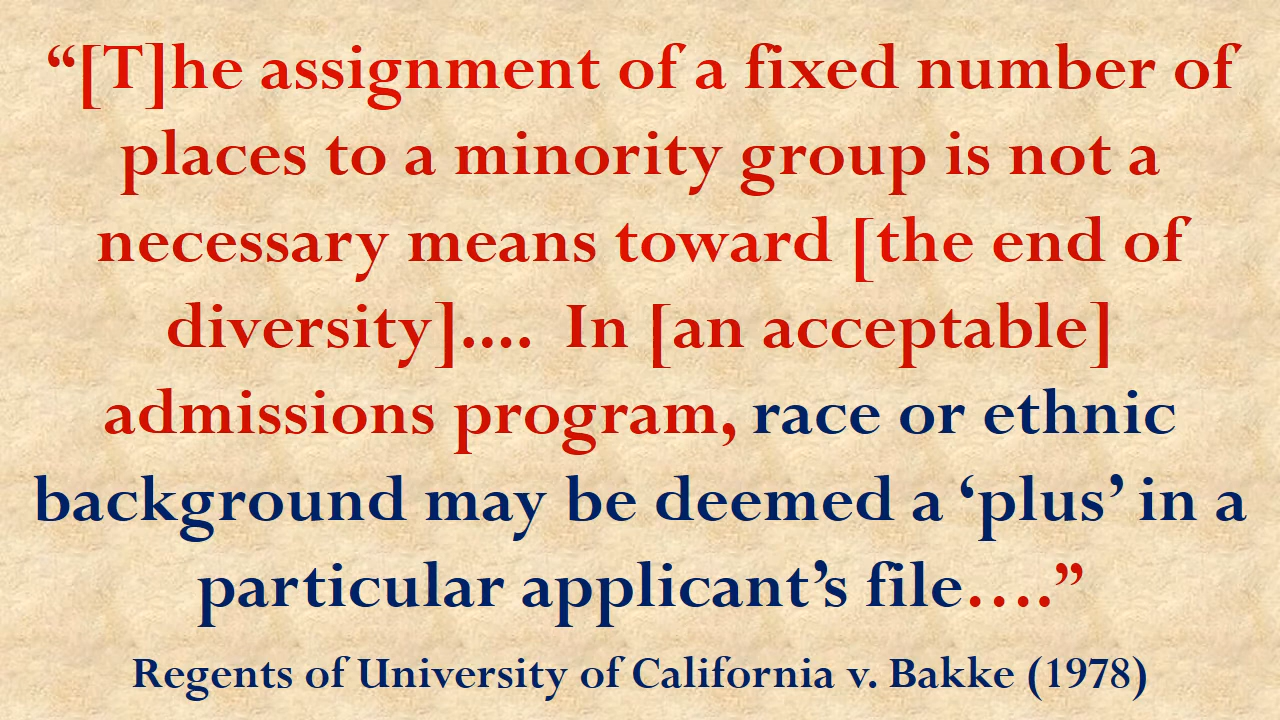 “[T]he assignment of a fixed number of
places to a minority group is not a
necessary means toward [the end of
diversity]....  In [an acceptable]
admissions program, race or ethnic
background may be deemed a ‘plus’ in a
particular applicant’s file….”
Regents of University of California v. Bakke (1978)